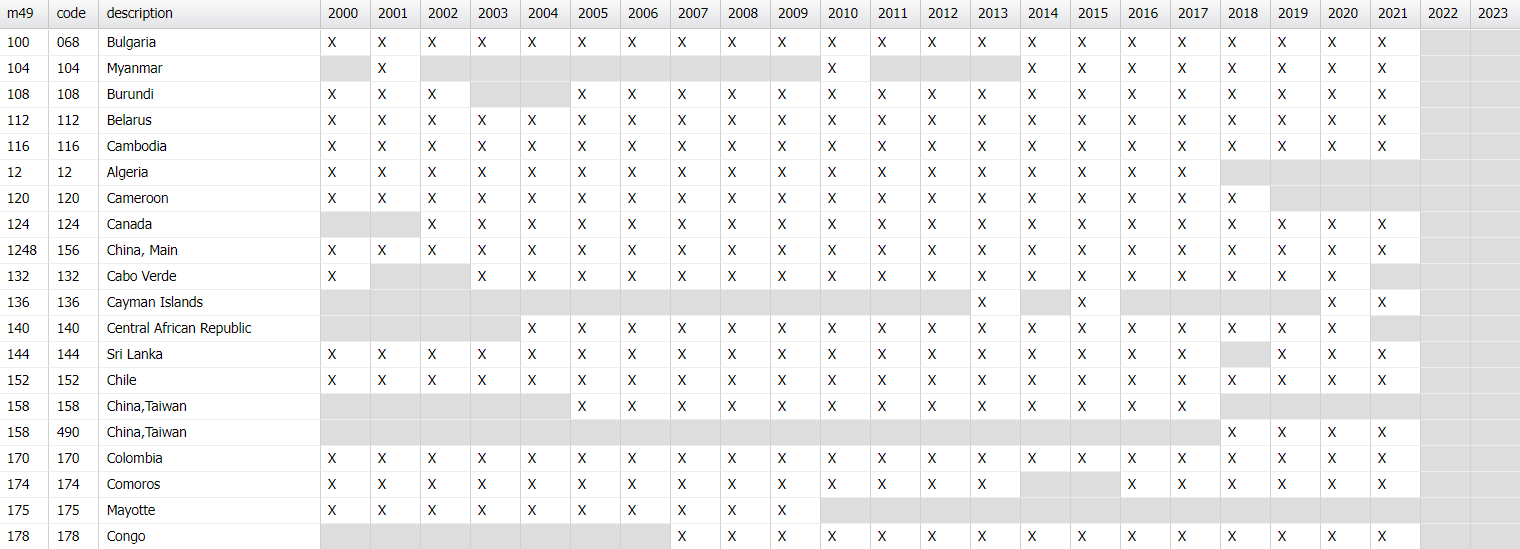 m49 code description 2000 2001 2002 2003 2004 2005 2006 2007 2008 2009 2010 2011 2012 2013 2014 2015 2016 2017 2018 2019 2020 2021 2022 2023
100 068 Bulgaria X X X X X X X X X X X X X X X X X X X X X X
104 104 Myanmar X X X X X X X X X X
108 108 Burundi X X X X X X X X X X X X X X X X X X X X
112 112 Belarus X X X X X X X X X X X X X X X X X X X X X X
116 116 Cambodia X X X X X X X X X X X X X X X X X X X X X X
12 12 Algeria X X X X X X X X X X X X X X X X X X
120 120 Cameroon X X X X X X X X X X X X X X X X X X X
124 124 Canada X X X X X X X X X X X X X X X X X X X X
1248 156 China, Main X X X X X X X X X X X X X X X X X X X X X X
132 132 Cabo Verde X X X X X X X X X X X X X X X X X X X
136 136 Cayman Islands X X X X
140 140 Central African Republic X X X X X X X X X X X X X X X X X
144 144 Sri Lanka X X X X X X X X X X X X X X X X X X X X X
152 152 Chile X X X X X X X X X X X X X X X X X X X X X X
158 158 China,Taiwan X X X X X X X X X X X X X
158 490 China,Taiwan X X X X
170 170 Colombia X X X X X X X X X X X X X X X X X X X X X X
174 174 Comoros X X X X X X X X X X X X X X X X X X X X
175 175 Mayotte X X X X X X X X X X
178 178 Congo X X X X X X X X X X X X X X X